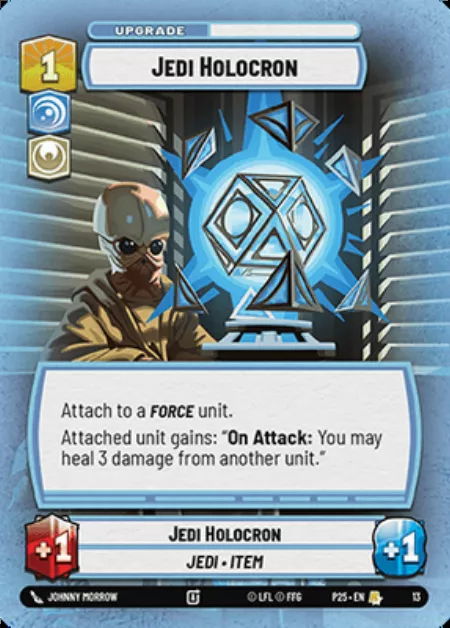 UPGRADE
1
JEDI HOLOCRON
Attach to a FORCE unit.
Attached unit gains: “On Attack: You may
heal 3 damage from another unit.”
+1
JEDI HOLOCRON
+1
JEDI • ITEM
JOHNNY MORROW
Ⓤ
© LFL © FFG
P25 • EN
13